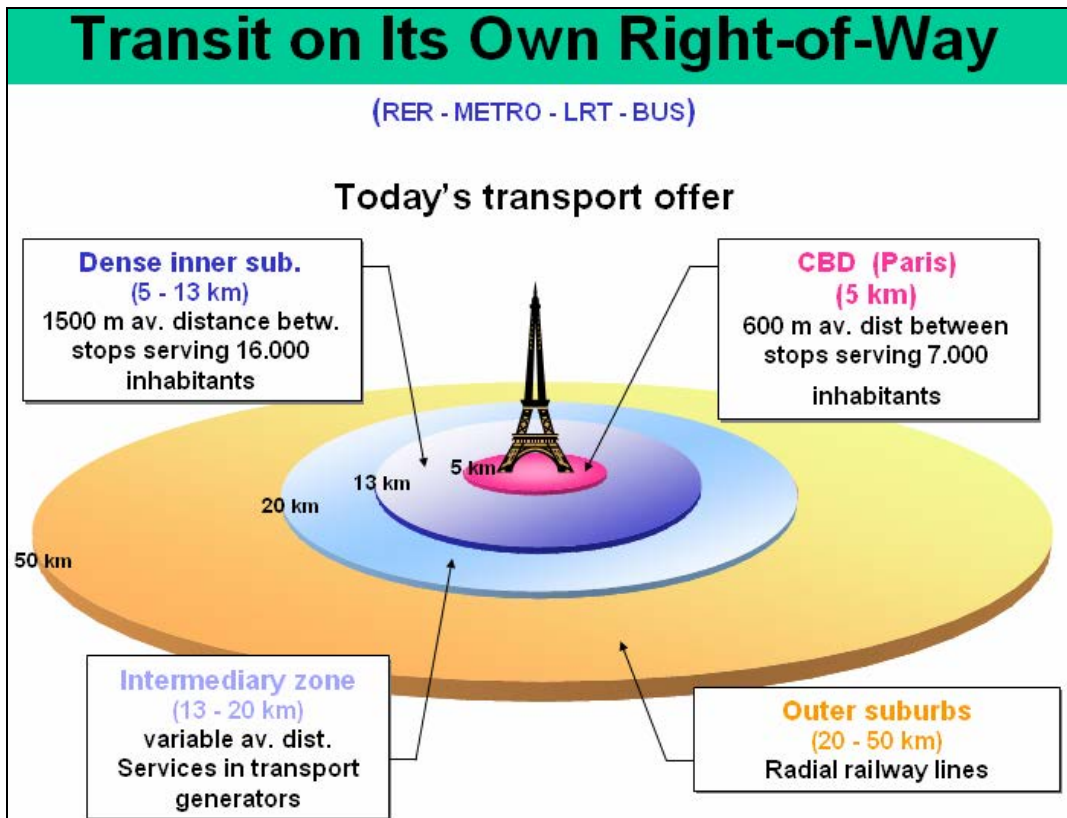 Transit on Its Own Right-of-Way
(RER - METRO - LRT - BUS)
Today's transport offer
Dense inner sub.
(5 - 13 km)
1500 m av. distance betw.
stops serving 16.000
inhabitants
CBD (Paris)
(5 km)
600 m av. dist between
stops serving 7.000
inhabitants
5 km
13 km
20 km
50 km
Intermediary zone
(13 - 20 km)
variable av. dist.
Services in transport
generators
Outer suburbs
(20 - 50 km)
Radial railway lines